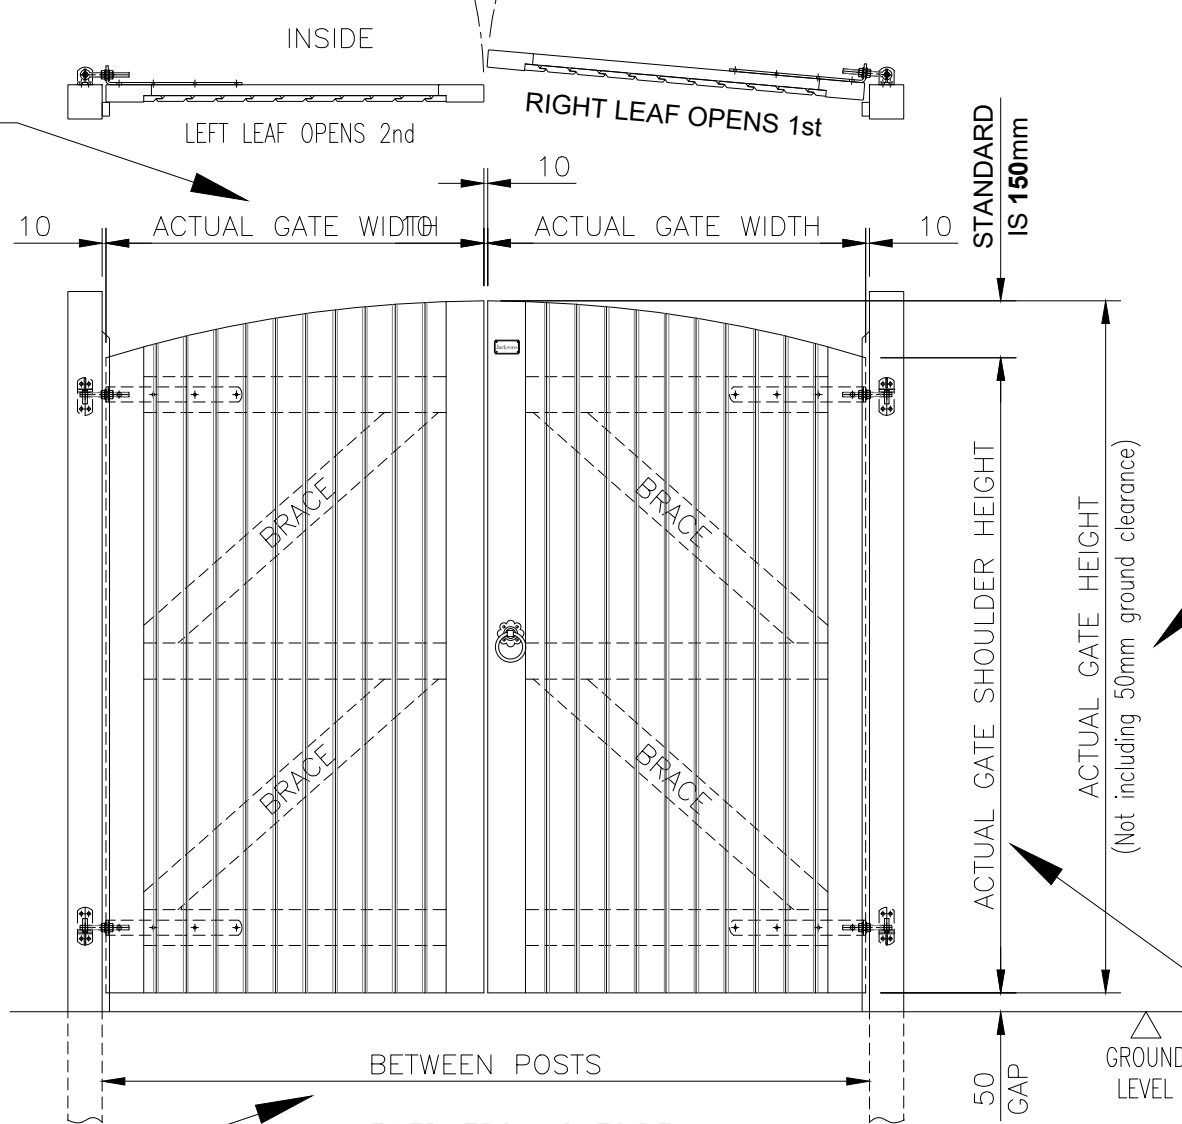 INSIDE
LEFT LEAF OPENS 2nd
RIGHT LEAF OPENS 1st
STANDARD
IS 150mm
10
10
ACTUAL GATE WIDTH
10
ACTUAL GATE WIDTH
10
Jacksons
BRACE
BRACE
BRACE
BRACE
ACTUAL GATE SHOULDER HEIGHT
ACTUAL GATE HEIGHT
(Not including 50mm ground clearance)
BETWEEN POSTS
50
GAP
GROUND
LEVEL